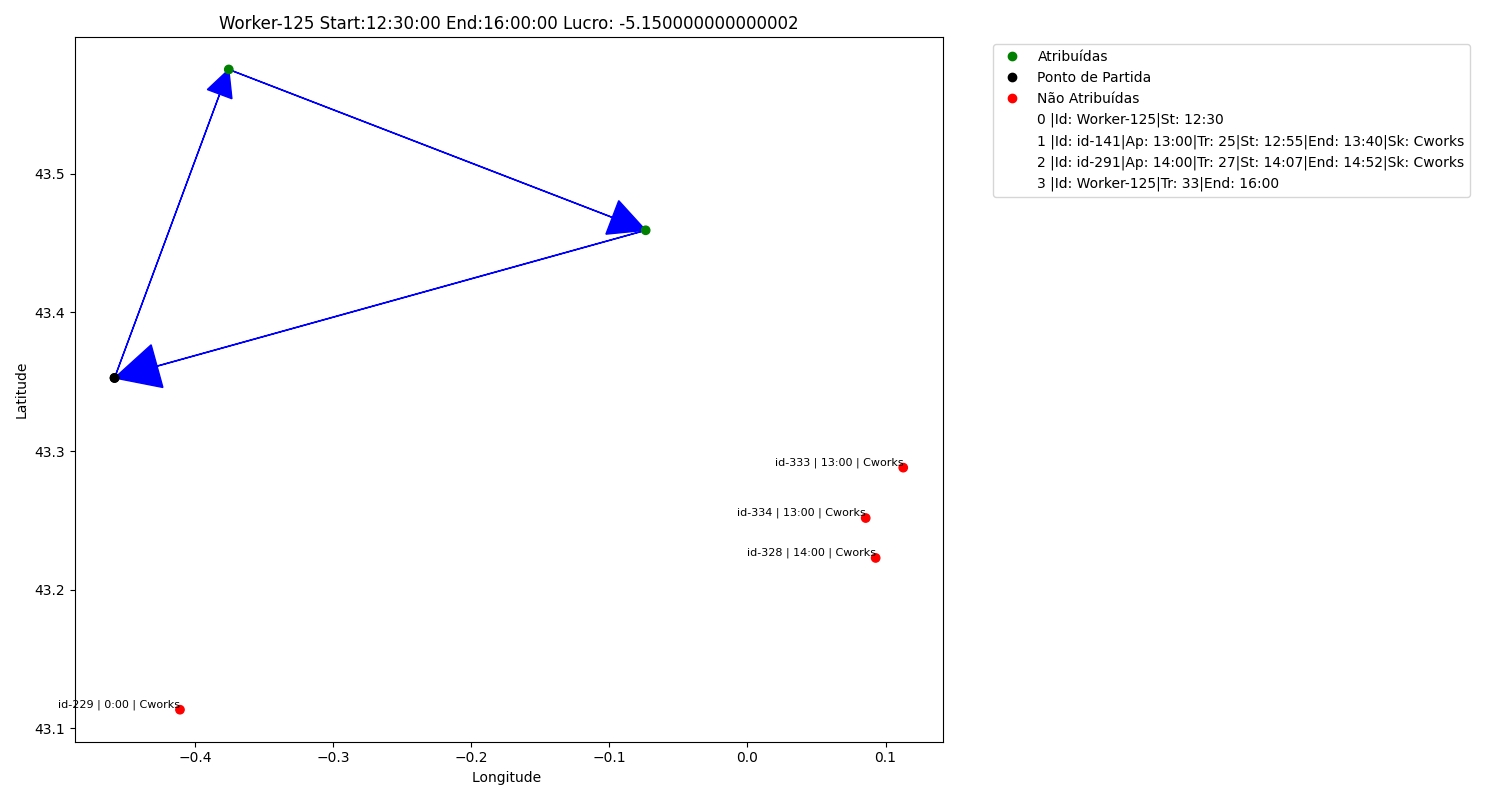 Worker-125 Start:12:30:00 End:16:00:00 Lucro: -5.150000000000002
Atribuídas
Ponto de Partida
Não Atribuídas
0 |Id: Worker-125|St: 12:30
1 |Id: id-141|Ap: 13:00|Tr: 25|St: 12:55|End: 13:40|Sk: Cworks
2 |Id: id-291|Ap: 14:00|Tr: 27|St: 14:07|End: 14:52|Sk: Cworks
3 |Id: Worker-125|Tr: 33|End: 16:00
Latitude
43.5
43.4
43.3
43.2
43.1
id-333 | 13:00 | Cworks
id-334 | 13:00 | Cworks
id-328 | 14:00 | Cworks
id-229 | 0:00 | Cworks
−0.4 −0.3 −0.2 −0.1 0.0 0.1
Longitude